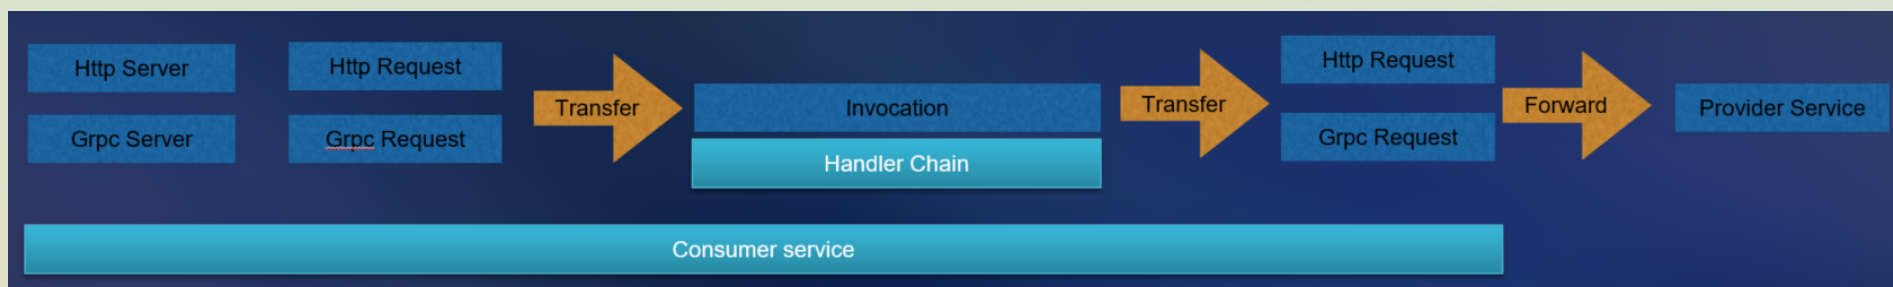 Http Server
Grpc Server
Http Request
Grpc Request
Transfer
Invocation
Handler Chain
Transfer
Http Request
Grpc Request
Forward
Provider Service
Consumer service